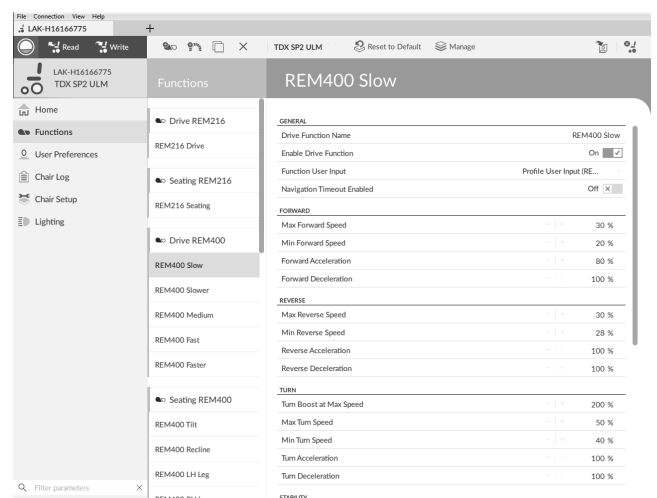 File Connection View Help
LAK-H16166775 +
Read Write TDX SP2 ULM Reset to Default Manage
LAK-H16166775
TDX SP2 ULM
Functions
REM400 Slow
Home
Functions
User Preferences
Chair Log
Chair Setup
Lighting
Filter parameters
Drive REM216
REM216 Drive
Seating REM216
REM216 Seating
Drive REM400
REM400 Slow
REM400 Slower
REM400 Medium
REM400 Fast
REM400 Faster
Seating REM400
REM400 Tilt
REM400 Recline
REM400 LH Leg
GENERAL
Drive Function Name REM400 Slow
Enable Drive Function On
Function User Input Profile User Input (RE...
Navigation Timeout Enabled Off
FORWARD
Max Forward Speed - + 30 %
Min Forward Speed - + 20 %
Forward Acceleration - + 80 %
Forward Deceleration - + 100 %
REVERSE
Max Reverse Speed - + 30 %
Min Reverse Speed - + 28 %
Reverse Acceleration - + 100 %
Reverse Deceleration - + 100 %
TURN
Turn Boost at Max Speed - + 200 %
Max Turn Speed - + 50 %
Min Turn Speed - + 40 %
Turn Acceleration - + 100 %
Turn Deceleration - + 100 %
STABILITY